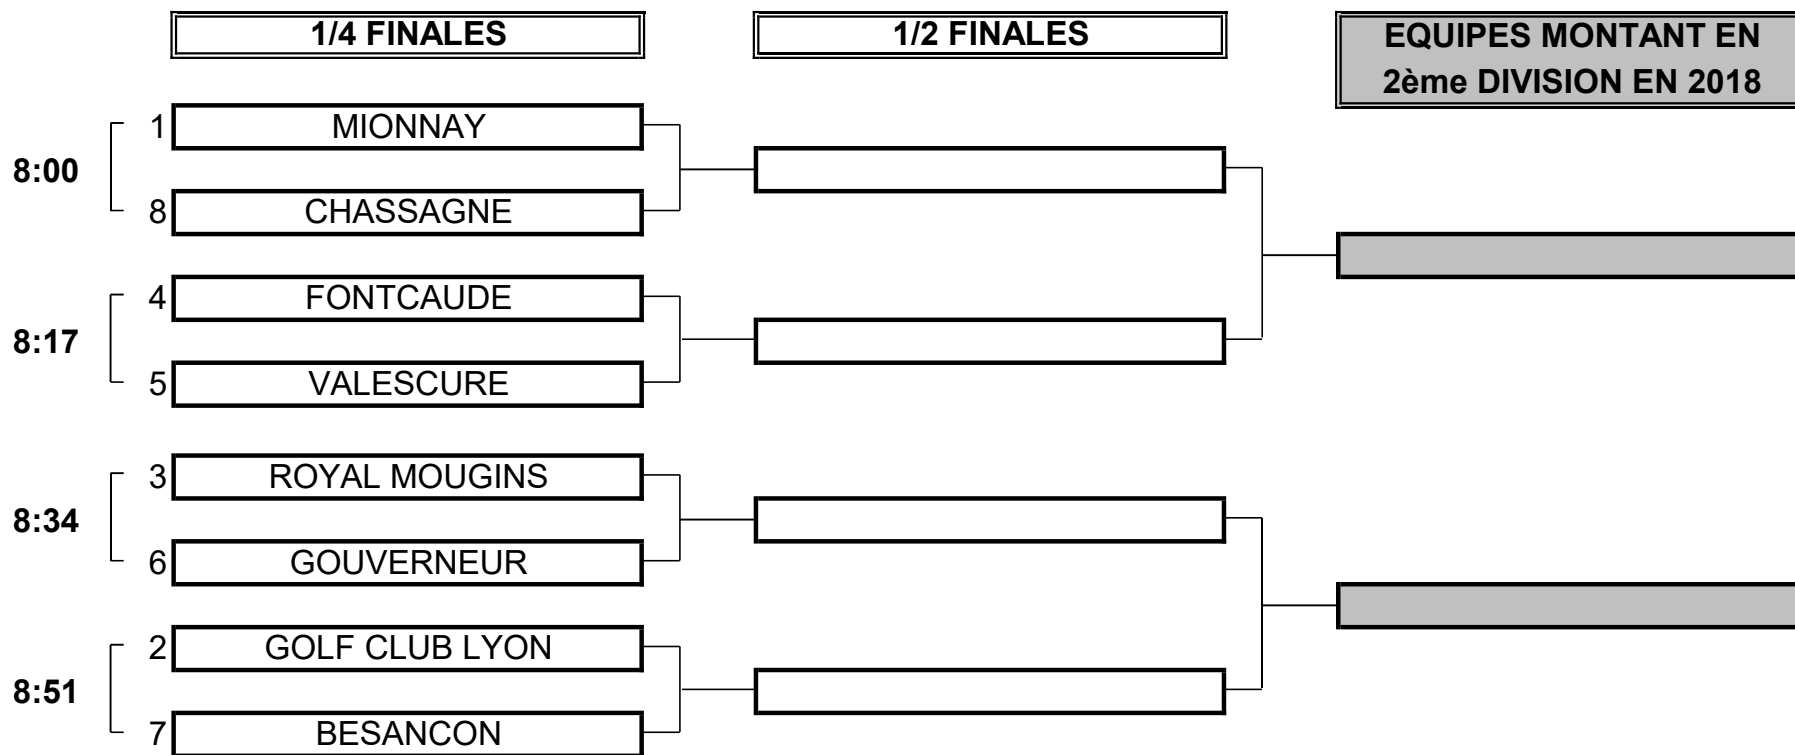 1/4 FINALES
1/2 FINALES
EQUIPES MONTANT EN
2ème DIVISION EN 2018
8:00
1 MIONNAY
8 CHASSAGNE
8:17
4 FONTCAUDE
5 VALESCURE
8:34
3 ROYAL MOUGINS
6 GOUVERNEUR
8:51
2 GOLF CLUB LYON
7 BESANCON